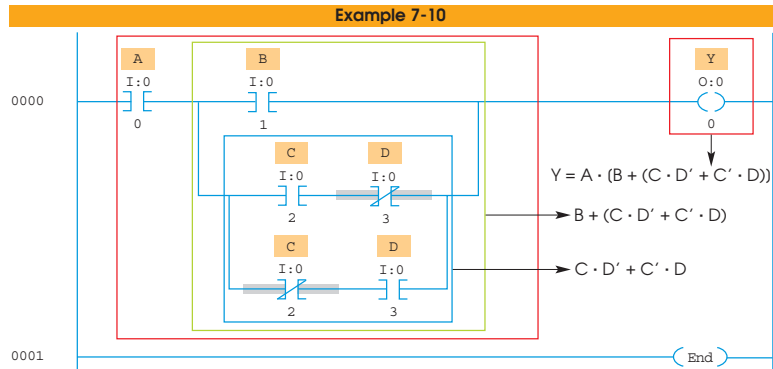 Example 7-10
A
B
Y
I:0
I:0
O:0
0000
0
1
0
C
D
I:0
I:0
Y = A · [B + (C · D′ + C′ · D)]
2
3
B + (C · D′ + C′ · D)
C
D
I:0
I:0
C · D′ + C′ · D
2
3
0001
End